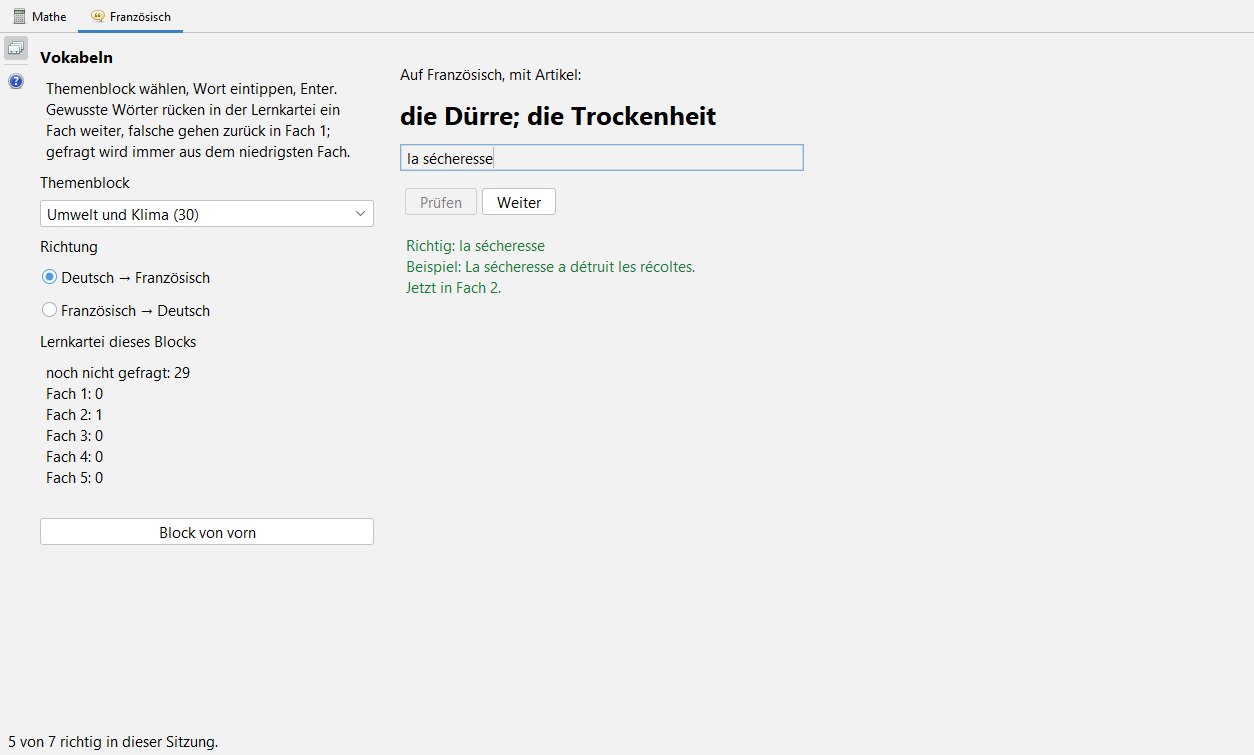 Mathe
Französisch
Vokabeln
Themenblock wählen, Wort eintippen, Enter.
Gewusste Wörter rücken in der Lernkartei ein
Fach weiter, falsche gehen zurück in Fach 1;
gefragt wird immer aus dem niedrigsten Fach.
Themenblock
Umwelt und Klima (30)
Richtung
Deutsch → Französisch
Französisch → Deutsch
Lernkartei dieses Blocks
noch nicht gefragt: 29
Fach 1: 0
Fach 2: 1
Fach 3: 0
Fach 4: 0
Fach 5: 0
Block von vorn
Auf Französisch, mit Artikel:
die Dürre; die Trockenheit
la sécheresse
Prüfen
Weiter
Richtig: la sécheresse
Beispiel: La sécheresse a détruit les récoltes.
Jetzt in Fach 2.
5 von 7 richtig in dieser Sitzung.